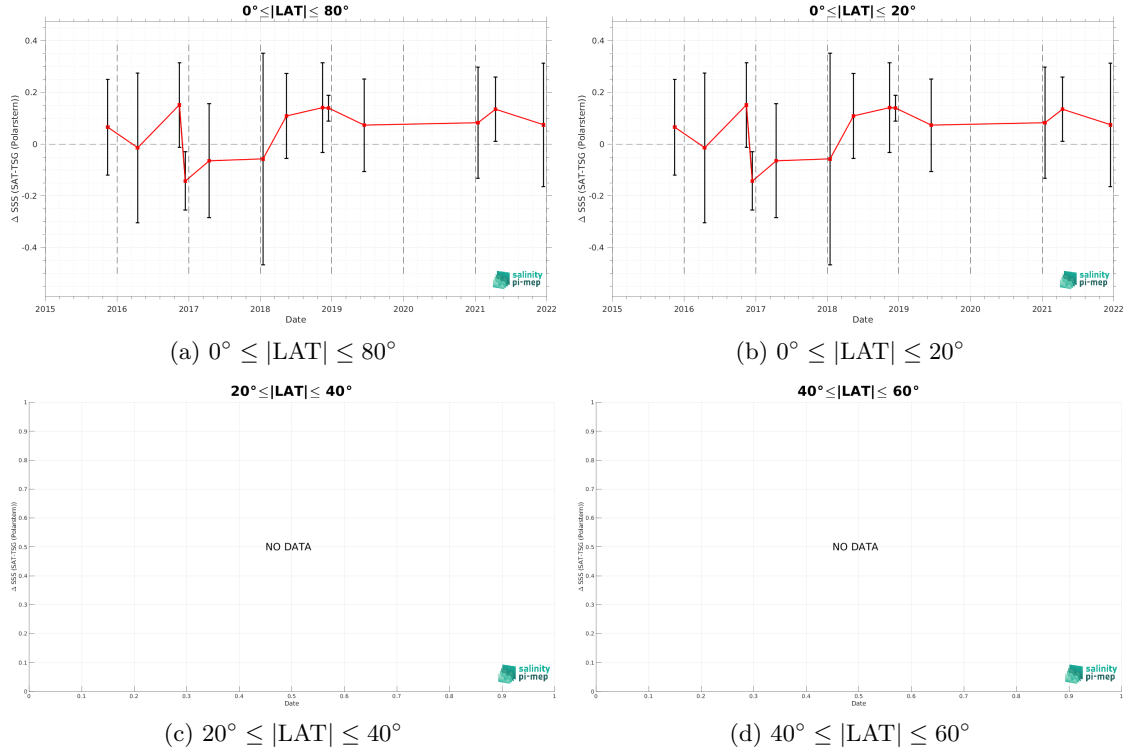 0°≤|LAT|≤ 80°
0.4
0.2
0
-0.2
-0.4
Δ SSS (SAT-TSG (Polarstern))
salinity
pi-mep
2015 2016 2017 2018 2019 2020 2021 2022
Date
(a) 0° ≤ |LAT| ≤ 80°
0°≤|LAT|≤ 20°
0.4
0.2
0
-0.2
-0.4
Δ SSS (SAT-TSG (Polarstern))
salinity
pi-mep
2015 2016 2017 2018 2019 2020 2021 2022
Date
(b) 0° ≤ |LAT| ≤ 20°
20°≤|LAT|≤ 40°
1
0.9
0.8
0.7
0.6
0.5
0.4
0.3
0.2
0.1
0
Δ SSS (SAT-TSG (Polarstern))
NO DATA
salinity
pi-mep
0 0.1 0.2 0.3 0.4 0.5 0.6 0.7 0.8 0.9 1
Date
(c) 20° ≤ |LAT| ≤ 40°
40°≤|LAT|≤ 60°
1
0.9
0.8
0.7
0.6
0.5
0.4
0.3
0.2
0.1
0
Δ SSS (SAT-TSG (Polarstern))
NO DATA
salinity
pi-mep
0 0.1 0.2 0.3 0.4 0.5 0.6 0.7 0.8 0.9 1
Date
(d) 40° ≤ |LAT| ≤ 60°